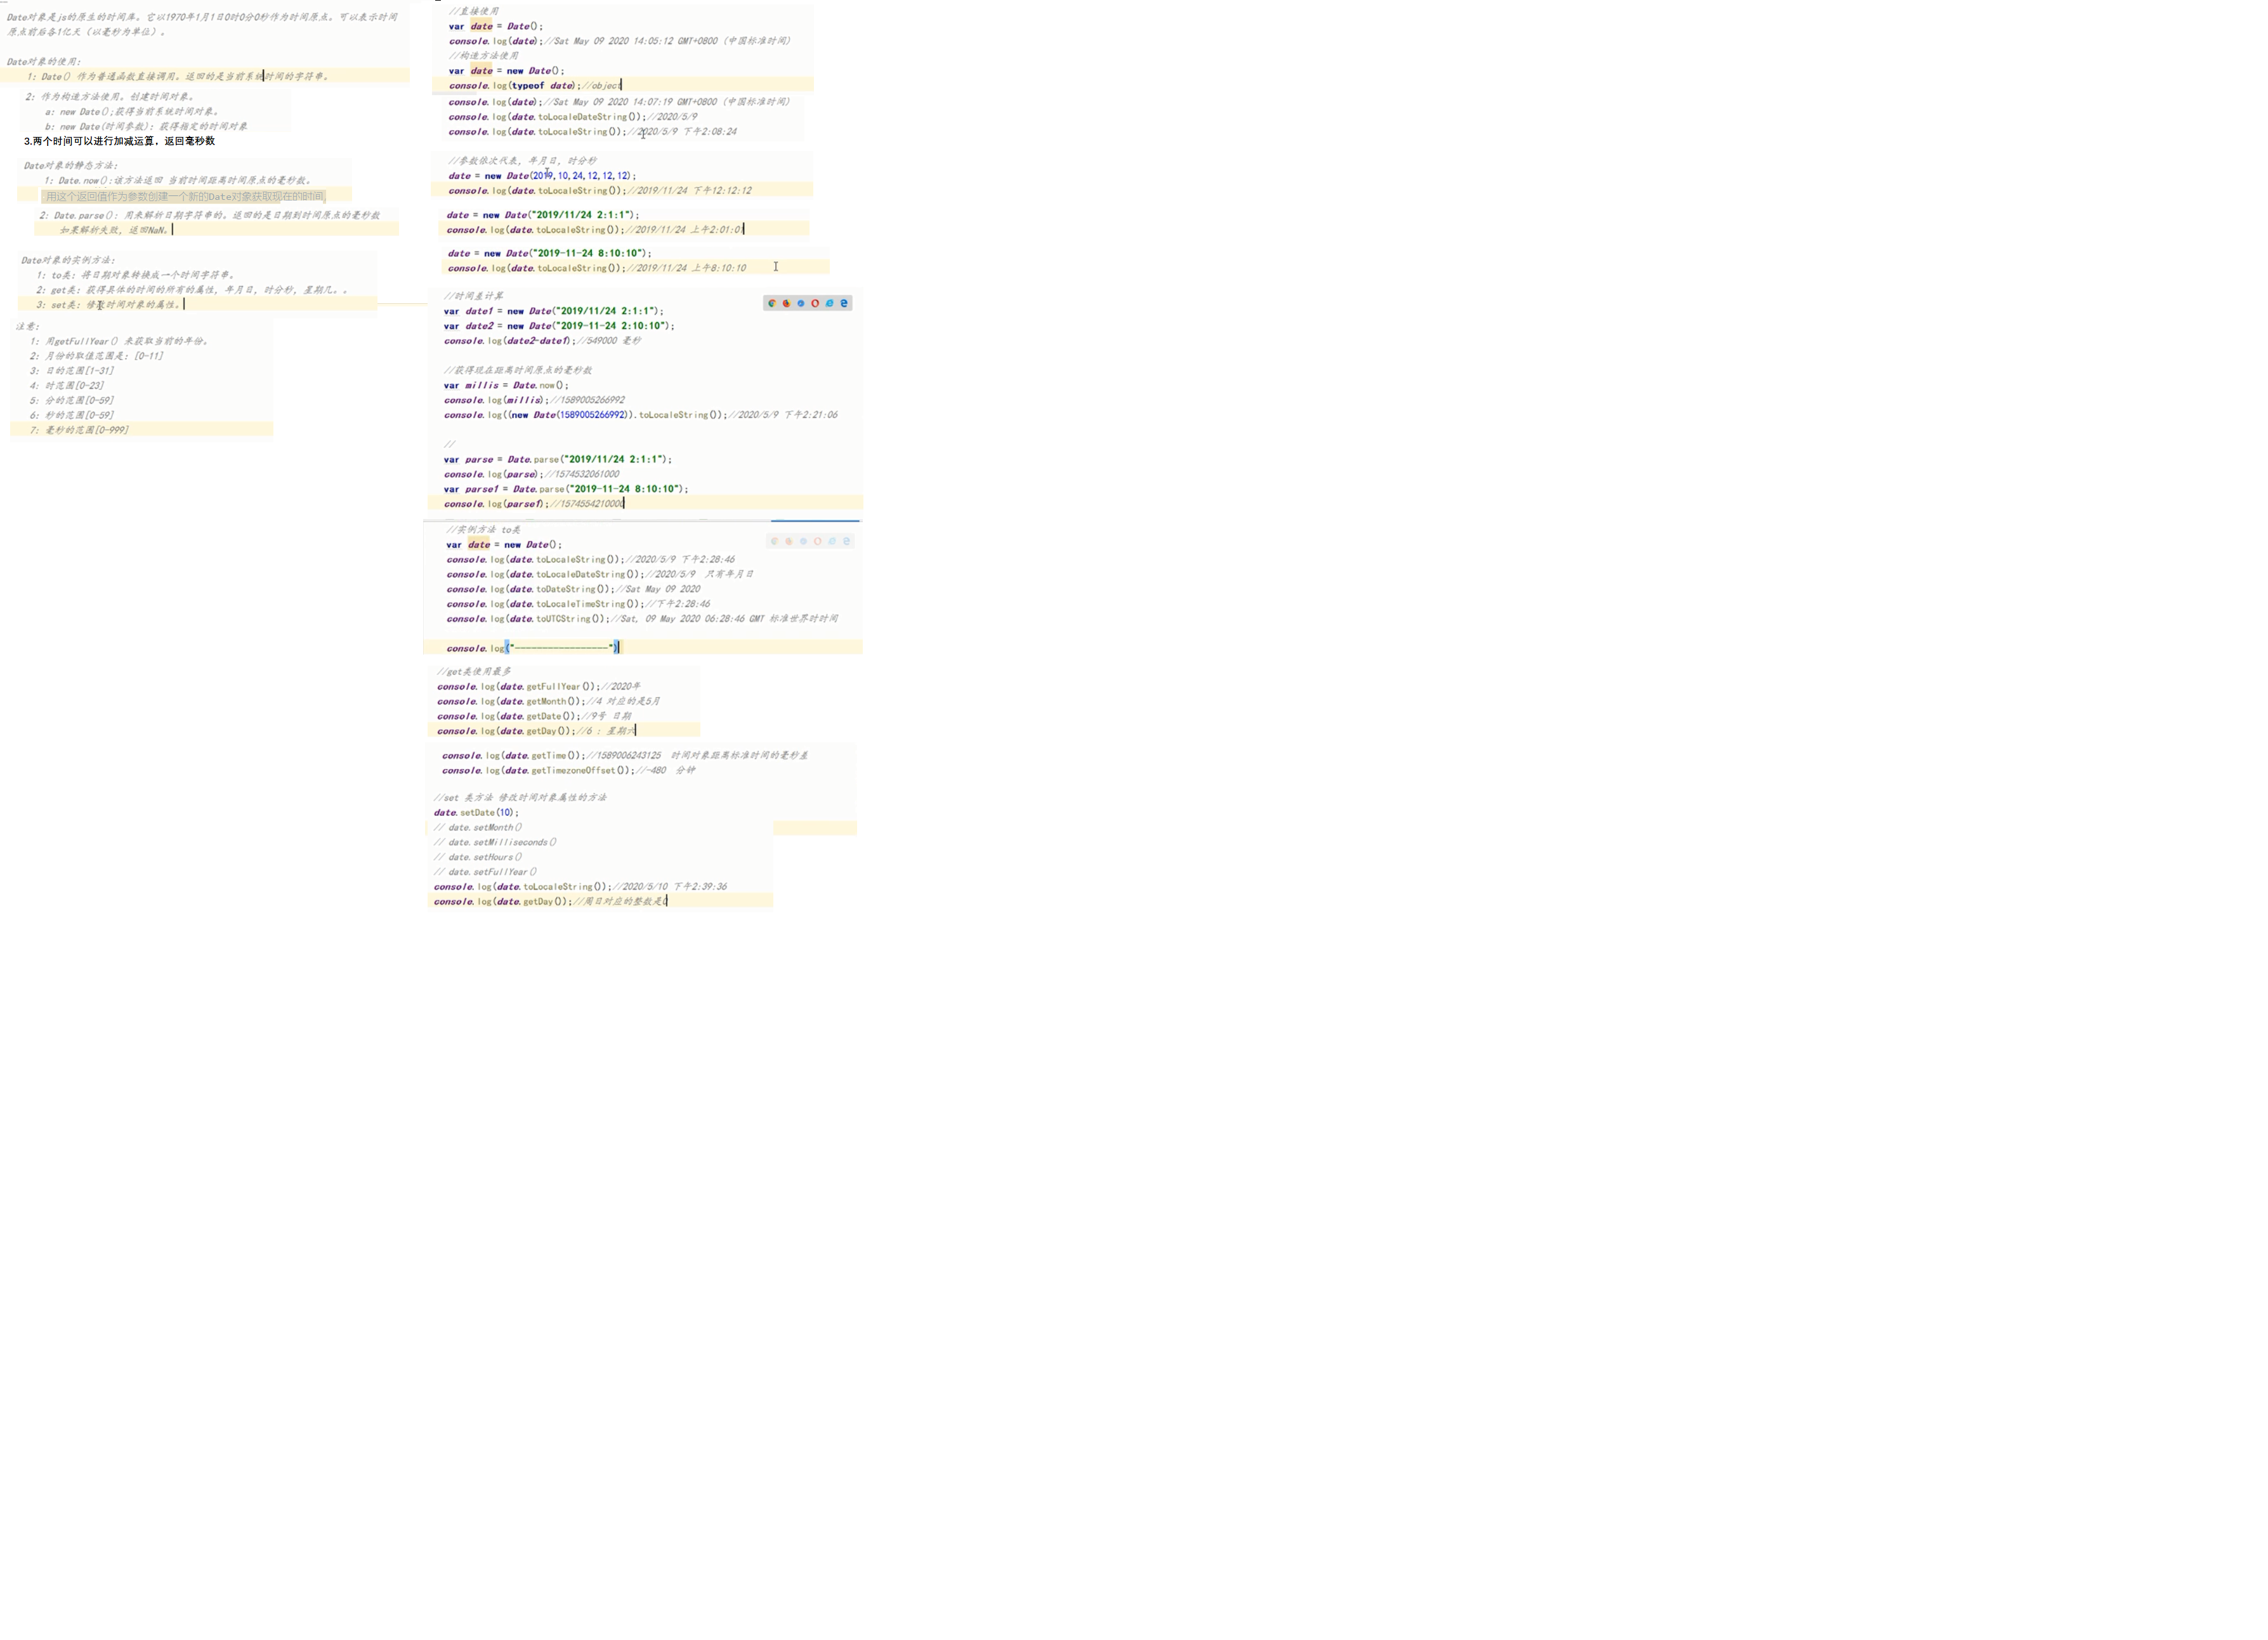 Date对象是js的原生的时间库。它以1970年1月1日0时0分0秒作为时间原点。可以表示时间
原点前后各1亿天（以毫秒为单位）。
Date对象的使用:
1: Date() 作为普通函数直接调用。返回的是当前系统时间的字符串。
2: 作为构造方法使用。创建时间对象。
a: new Date();获得当前系统时间对象。
b: new Date(时间参数): 获得指定的时间对象
3.两个时间可以进行加减运算，返回毫秒数
Date对象的静态方法:
1: Date.now():该方法返回 当前时间距离时间原点的毫秒数。
用这个返回值作为参数创建一个新的Date对象获取现在的时间
2: Date.parse(): 用来解析日期字符串的。返回的是日期到时间原点的毫秒数
如果解析失败, 返回NaN。
Date对象的实例方法:
1: to类: 将日期对象转换成一个时间字符串。
2: get类: 获得具体的时间的所有的属性, 年月日, 时分秒, 星期几。。
3: set类: 修改时间对象的属性。
注意:
1: 用getFullYear() 来获取当前的年份。
2: 月份的取值范围是: [0-11]
3: 日的范围[1-31]
4: 时范围[0-23]
5: 分的范围[0-59]
6: 秒的范围[0-59]
7: 毫秒的范围[0-999]
//直接使用
var date = Date();
console.log(date);//Sat May 09 2020 14:05:12 GMT+0800 (中国标准时间)
//构造方法使用
var date = new Date();
console.log(typeof date);//object
console.log(date);//Sat May 09 2020 14:07:19 GMT+0800 (中国标准时间)
console.log(date.toLocaleDateString());//2020/5/9
console.log(date.toLocaleString());//2020/5/9 下午2:08:24
//参数依次代表, 年月日, 时分秒
date = new Date(2019,10,24,12,12,12);
console.log(date.toLocaleString());//2019/11/24 下午12:12:12
date = new Date("2019/11/24 2:1:1");
console.log(date.toLocaleString());//2019/11/24 上午2:01:01
date = new Date("2019-11-24 8:10:10");
console.log(date.toLocaleString());//2019/11/24 上午8:10:10
//时间差计算
var date1 = new Date("2019/11/24 2:1:1");
var date2 = new Date("2019-11-24 2:10:10");
console.log(date2-date1);//549000 毫秒
//获得现在距离时间原点的毫秒数
var millis = Date.now();
console.log(millis);//1589005266992
console.log((new Date(1589005266992)).toLocaleString());//2020/5/9 下午2:21:06
//
var parse = Date.parse("2019/11/24 2:1:1");
console.log(parse);//1574532061000
var parse1 = Date.parse("2019-11-24 8:10:10");
console.log(parse1);//1574554210000
//实例方法 to类
var date = new Date();
console.log(date.toLocaleString());//2020/5/9 下午2:28:46
console.log(date.toLocaleDateString());//2020/5/9 只有年月日
console.log(date.toDateString());//Sat May 09 2020
console.log(date.toLocaleTimeString());//下午2:28:46
console.log(date.toUTCString());//Sat, 09 May 2020 06:28:46 GMT 标准世界时时间
console.log("-----------------")
//get类使用最多
console.log(date.getFullYear());//2020年
console.log(date.getMonth());//4 对应的是5月
console.log(date.getDate());//9号 日期
console.log(date.getDay());//6 : 星期六
console.log(date.getTime());//1589006243125 时间对象距离标准时间的毫秒差
console.log(date.getTimezoneOffset());//-480 分钟
//set 类方法 修改时间对象属性的方法
date.setDate(10);
// date.setMonth()
// date.setMilliseconds()
// date.setHours()
// date.setFullYear()
console.log(date.toLocaleString());//2020/5/10 下午2:39:36
console.log(date.getDay());//周日对应的整数是0